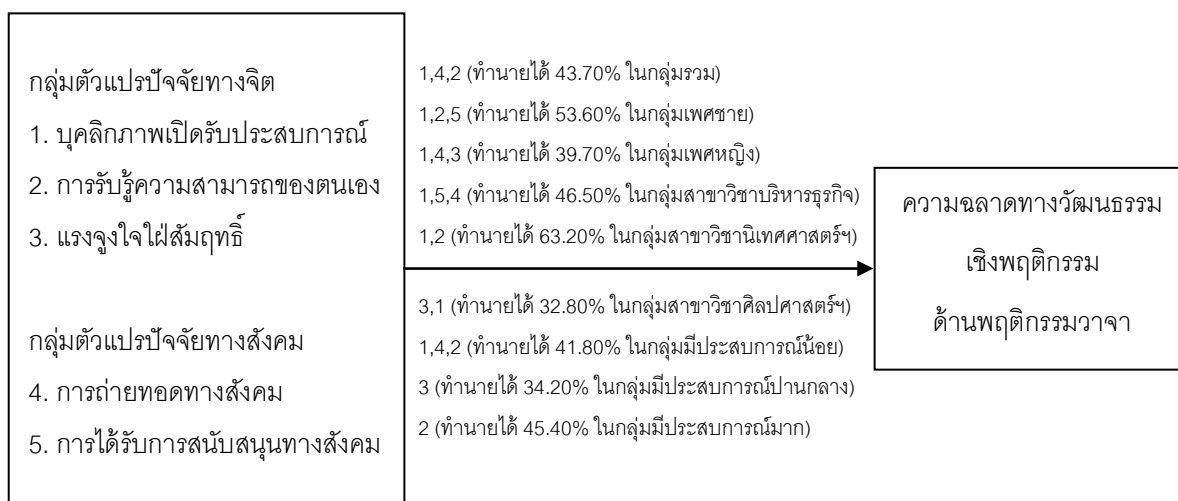 กลุ่มตัวแปรปัจจัยทางจิต
1. บุคลิกภาพเปิดรับประสบการณ์
2. การรับรู้ความสามารถของตนเอง
3. แรงจูงใจใฝ่สัมฤทธิ์
กลุ่มตัวแปรปัจจัยทางสังคม
4. การถ่ายทอดทางสังคม
5. การได้รับการสนับสนุนทางสังคม
1,4,2 (ทำนายได้ 43.70% ในกลุ่มรวม)
1,2,5 (ทำนายได้ 53.60% ในกลุ่มเพศชาย)
1,4,3 (ทำนายได้ 39.70% ในกลุ่มเพศหญิง)
1,5,4 (ทำนายได้ 46.50% ในกลุ่มสาขาวิชาบริหารธุรกิจ)
1,2 (ทำนายได้ 63.20% ในกลุ่มสาขาวิชานิเทศศาสตร์ฯ)
3,1 (ทำนายได้ 32.80% ในกลุ่มสาขาวิชาศิลปศาสตร์ฯ)
1,4,2 (ทำนายได้ 41.80% ในกลุ่มมีประสบการณ์น้อย)
3 (ทำนายได้ 34.20% ในกลุ่มมีประสบการณ์ปานกลาง)
2 (ทำนายได้ 45.40% ในกลุ่มมีประสบการณ์มาก)
ความฉลาดทางวัฒนธรรม
เชิงพฤติกรรม
ด้านพฤติกรรมวาจา